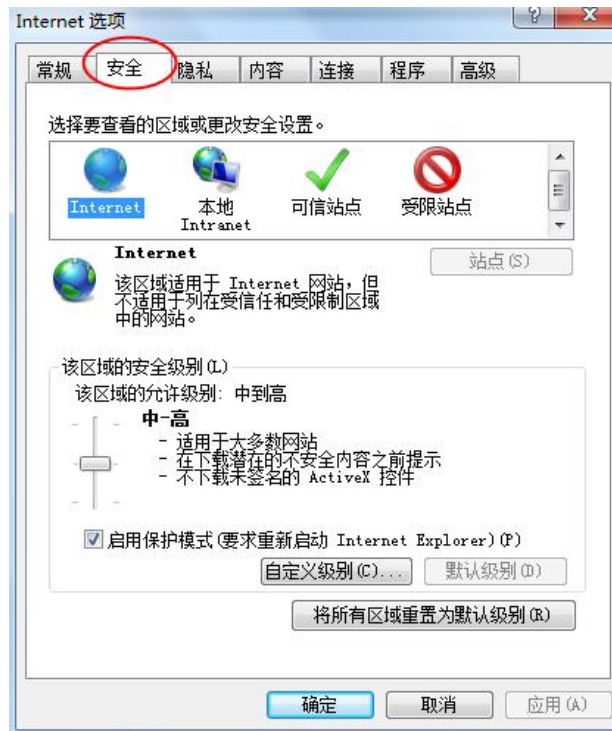 Internet 选项
常规 安全 隐私 内容 连接 程序 高级
选择要查看的区域或更改安全设置。
Internet 本地 Intranet 可信站点 受限站点
Internet
站点(S)
该区域适用于 Internet 网站，但
不适用于列在受信任和受限制区域
中的网站。
该区域的安全级别(L)
该区域的允许级别: 中到高
中-高
- 适用于大多数网站
- 在下载潜在的不安全内容之前提示
- 不下载未签名的 ActiveX 控件
启用保护模式(要求重新启动 Internet Explorer)(P)
自定义级别(C)... 默认级别(D)
将所有区域重置为默认级别(R)
确定 取消 应用(A)